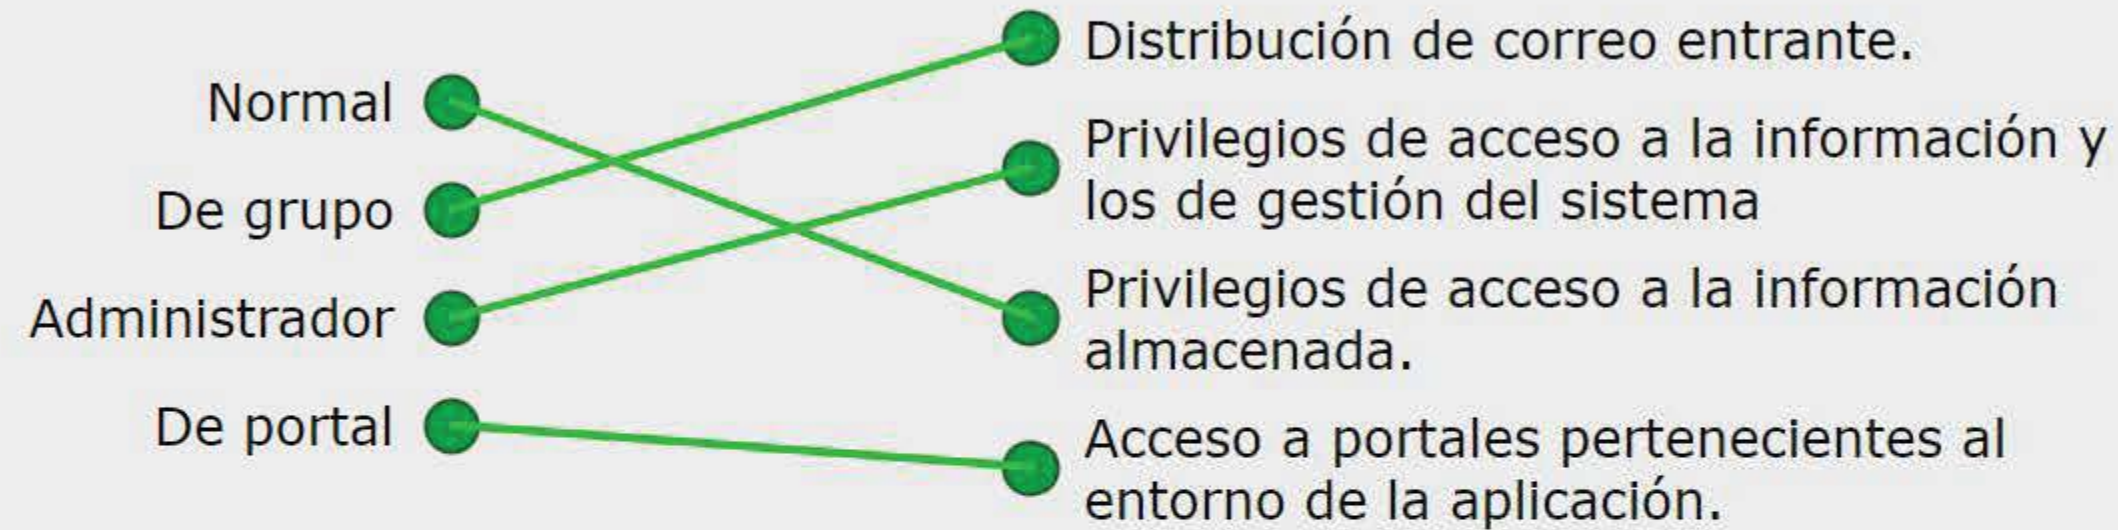 Normal
De grupo
Administrador
De portal
Distribución de correo entrante.
Privilegios de acceso a la información y
los de gestión del sistema
Privilegios de acceso a la información
almacenada.
Acceso a portales pertenecientes al
entorno de la aplicación.